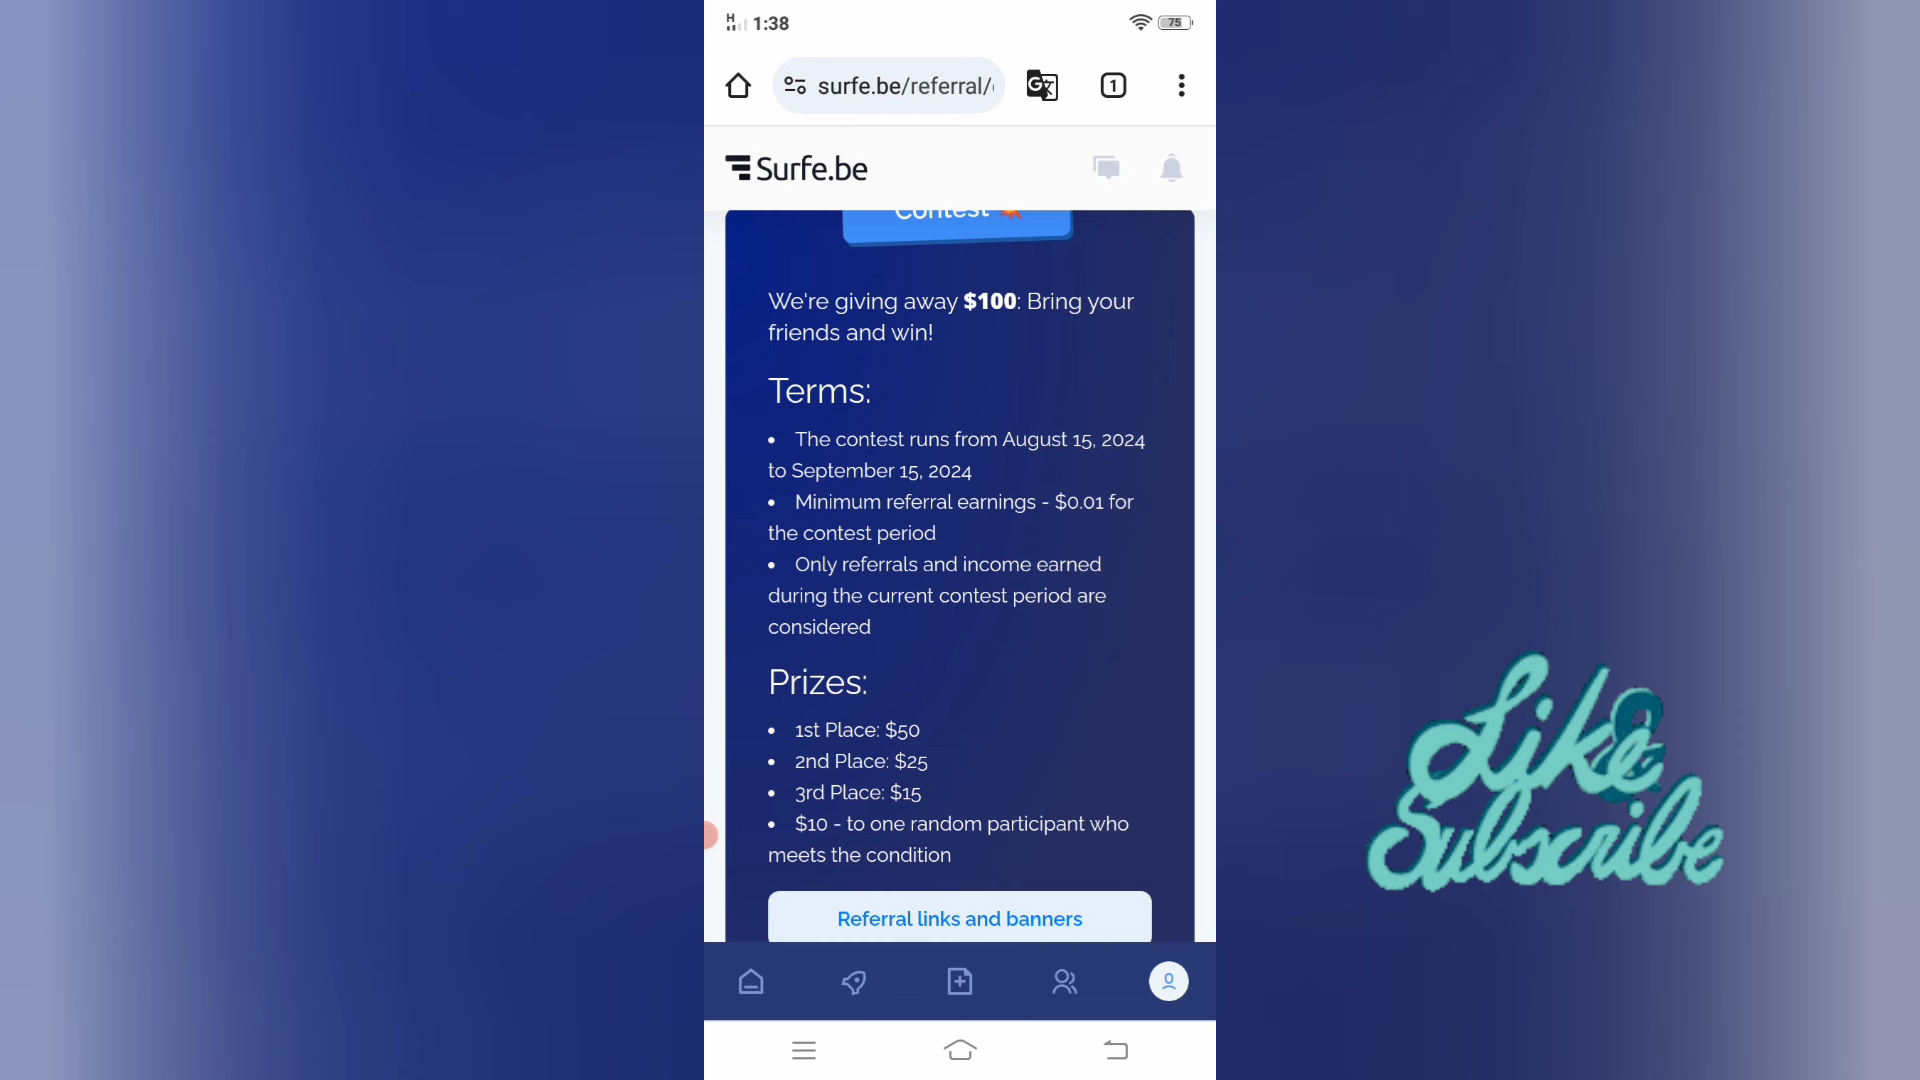 H 1:38 75
surfe.be/referral/ 1
Surfe.be
Contest
We're giving away $100: Bring your
friends and win!
Terms:
• The contest runs from August 15, 2024
to September 15, 2024
• Minimum referral earnings - $0.01 for
the contest period
• Only referrals and income earned
during the current contest period are
considered
Prizes:
• 1st Place: $50
• 2nd Place: $25
• 3rd Place: $15
• $10 - to one random participant who
meets the condition
Referral links and banners
Like &
Subscribe